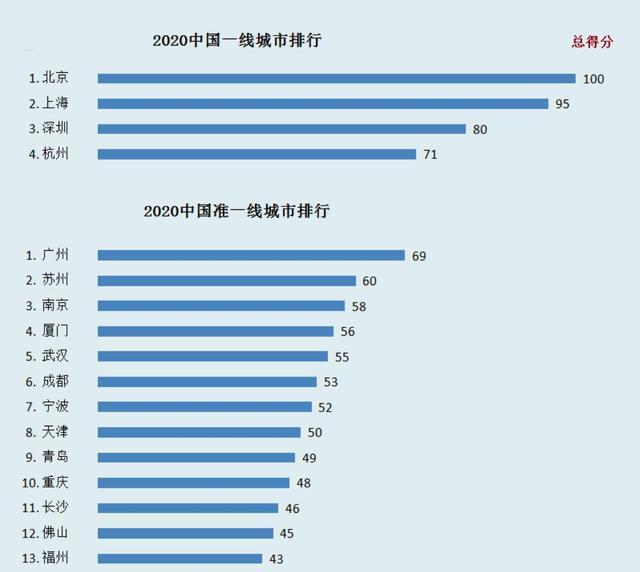 2020中国一线城市排行
总得分
1. 北京 100
2. 上海 95
3. 深圳 80
4. 杭州 71
2020中国准一线城市排行
1. 广州 69
2. 苏州 60
3. 南京 58
4. 厦门 56
5. 武汉 55
6. 成都 53
7. 宁波 52
8. 天津 50
9. 青岛 49
10. 重庆 48
11. 长沙 46
12. 佛山 45
13. 福州 43